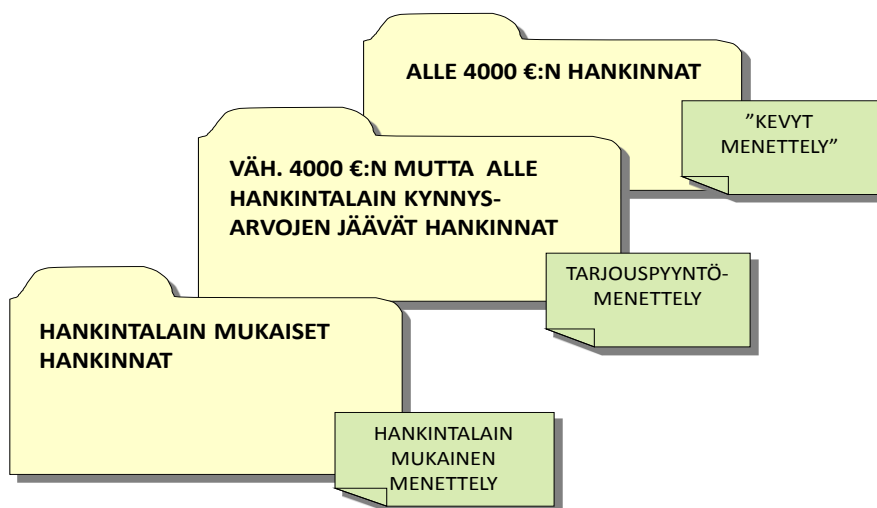 ALLE 4000 €:N HANKINNAT
”KEVYT
MENETTELY”
VÄH. 4000 €:N MUTTA ALLE
HANKINTALAIN KYNNYS-
ARVOJEN JÄÄVÄT HANKINNAT
TARJOUSPYYNTÖ-
MENETTELY
HANKINTALAIN MUKAISET
HANKINNAT
HANKINTALAIN
MUKAINEN
MENETTELY